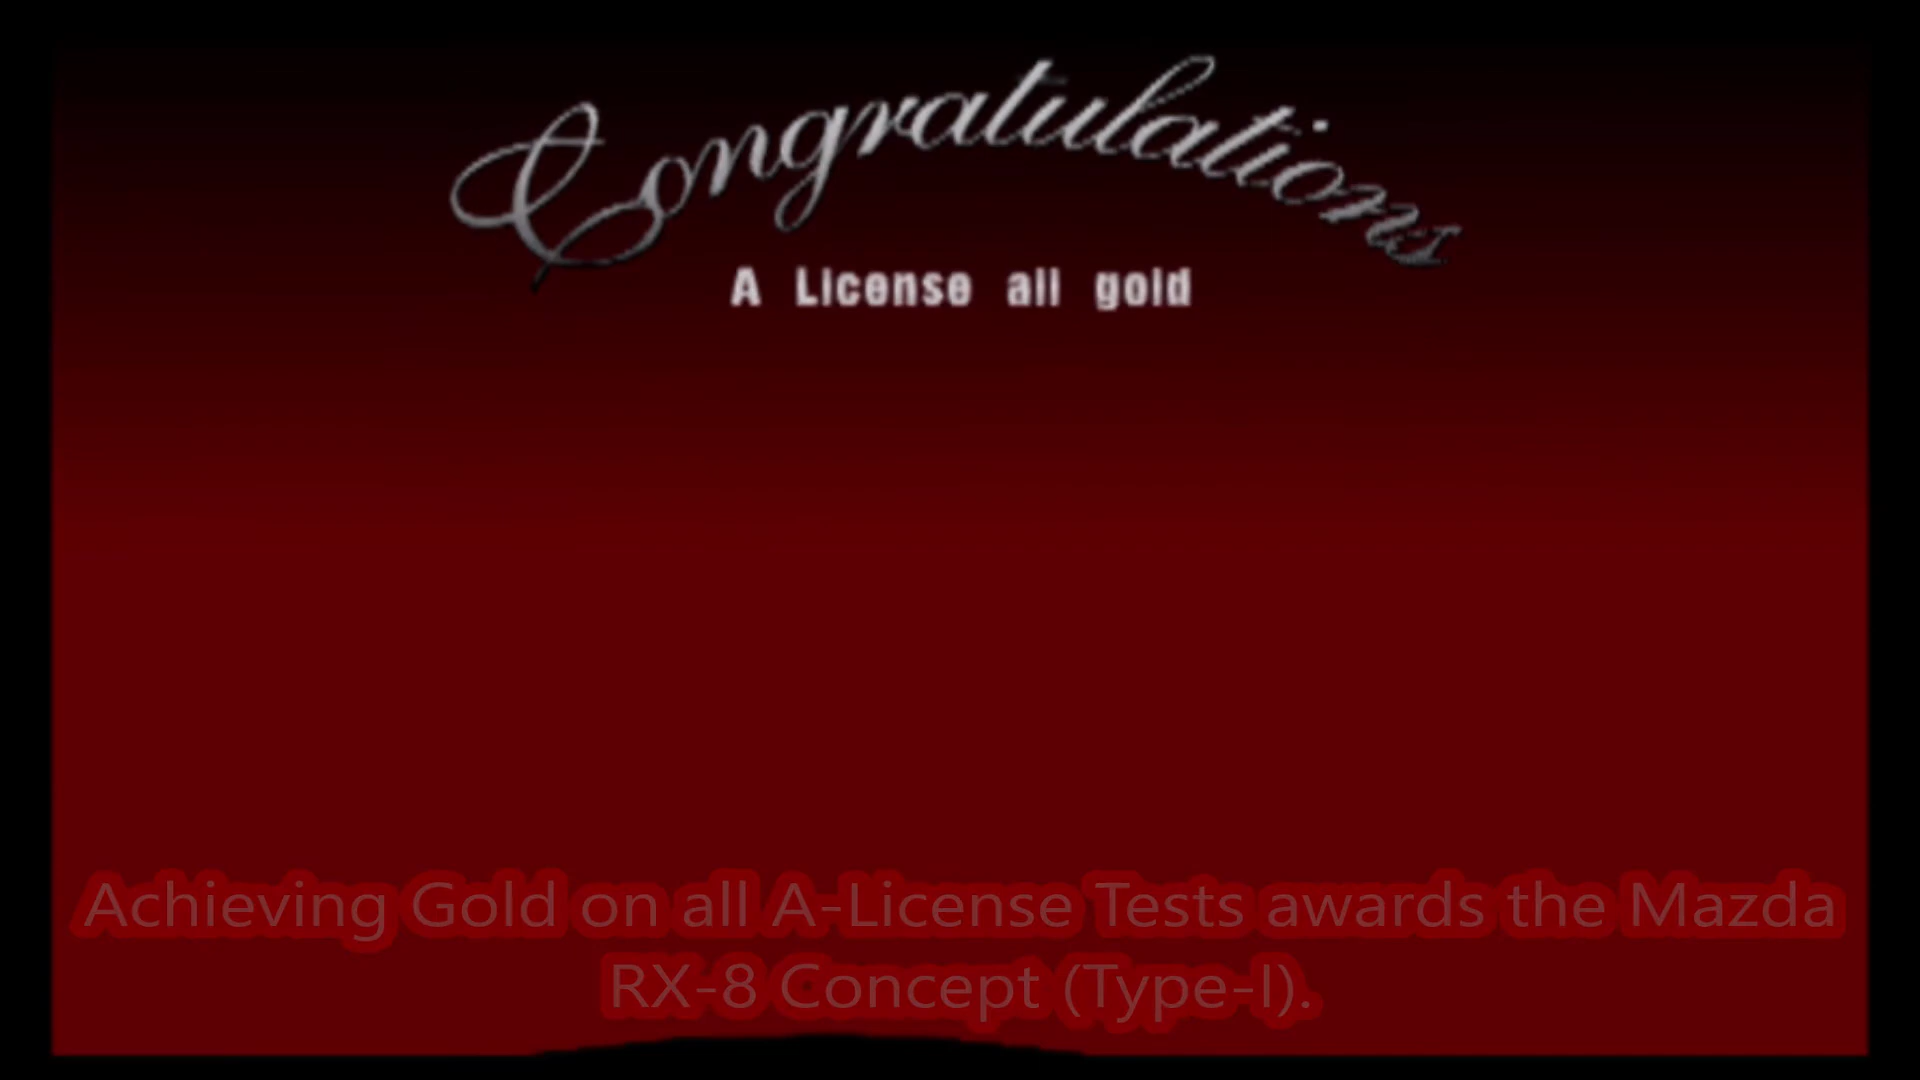 Congratulations
A License all gold
Achieving Gold on all A-License Tests awards the Mazda
RX-8 Concept (Type-I).